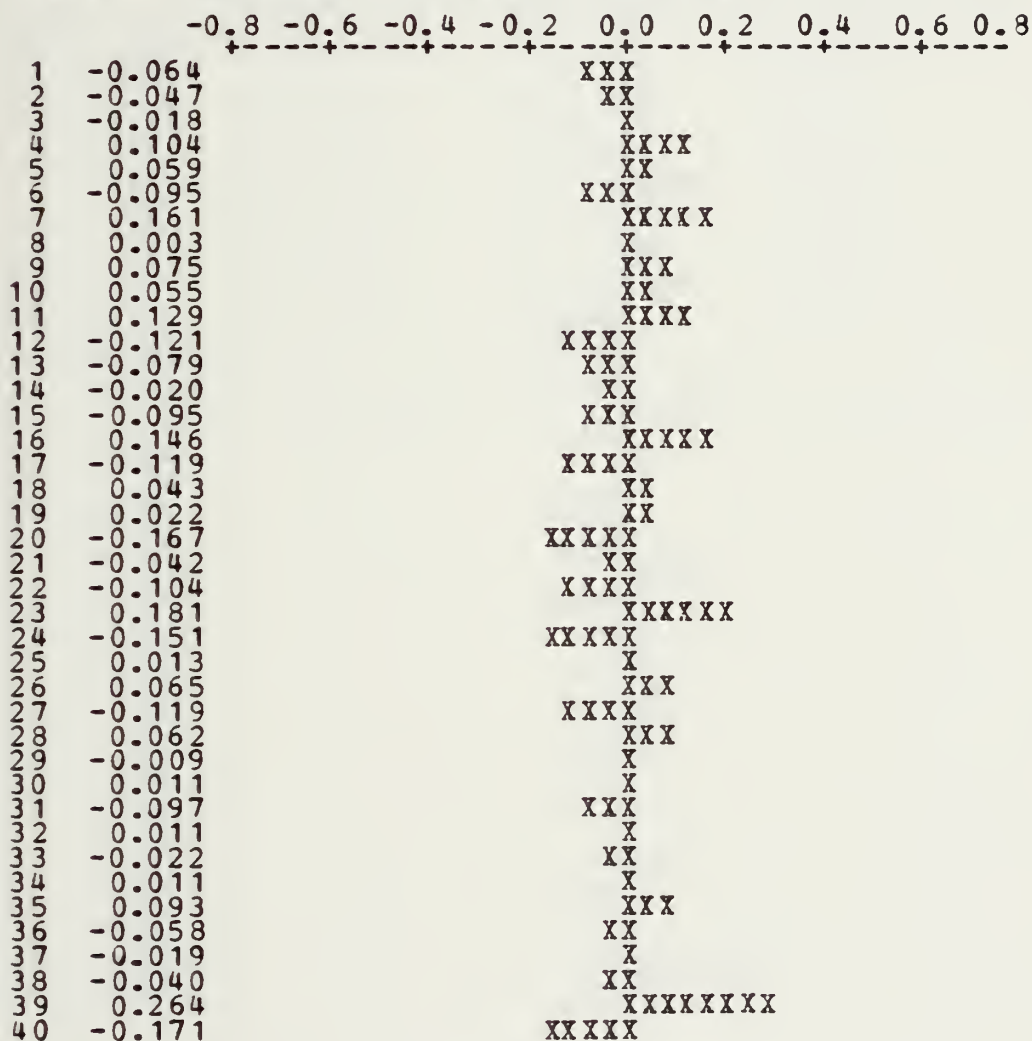 -0.8 -0.6 -0.4 -0.2 0.0 0.2 0.4 0.6 0.8
+----+----+----+----+----+----+----+----
1 -0.064 XXX
2 -0.047 XX
3 -0.018 X
4 0.104 XXXX
5 0.059 XX
6 -0.095 XXX
7 0.161 XXXXX
8 0.003 X
9 0.075 XXX
10 0.055 XX
11 0.129 XXXX
12 -0.121 XXXX
13 -0.079 XXX
14 -0.020 XX
15 -0.095 XXX
16 0.146 XXXXX
17 -0.119 XXXX
18 0.043 XX
19 0.022 XX
20 -0.167 XXXXX
21 -0.042 XX
22 -0.104 XXXX
23 0.181 XXXXXX
24 -0.151 XXXXX
25 0.013 X
26 0.065 XXX
27 -0.119 XXXX
28 0.062 XXX
29 -0.009 X
30 0.011 X
31 -0.097 XXX
32 0.011 X
33 -0.022 XX
34 0.011 X
35 0.093 XXX
36 -0.058 XX
37 -0.019 X
38 -0.040 XX
39 0.264 XXXXXXXX
40 -0.171 XXXXX